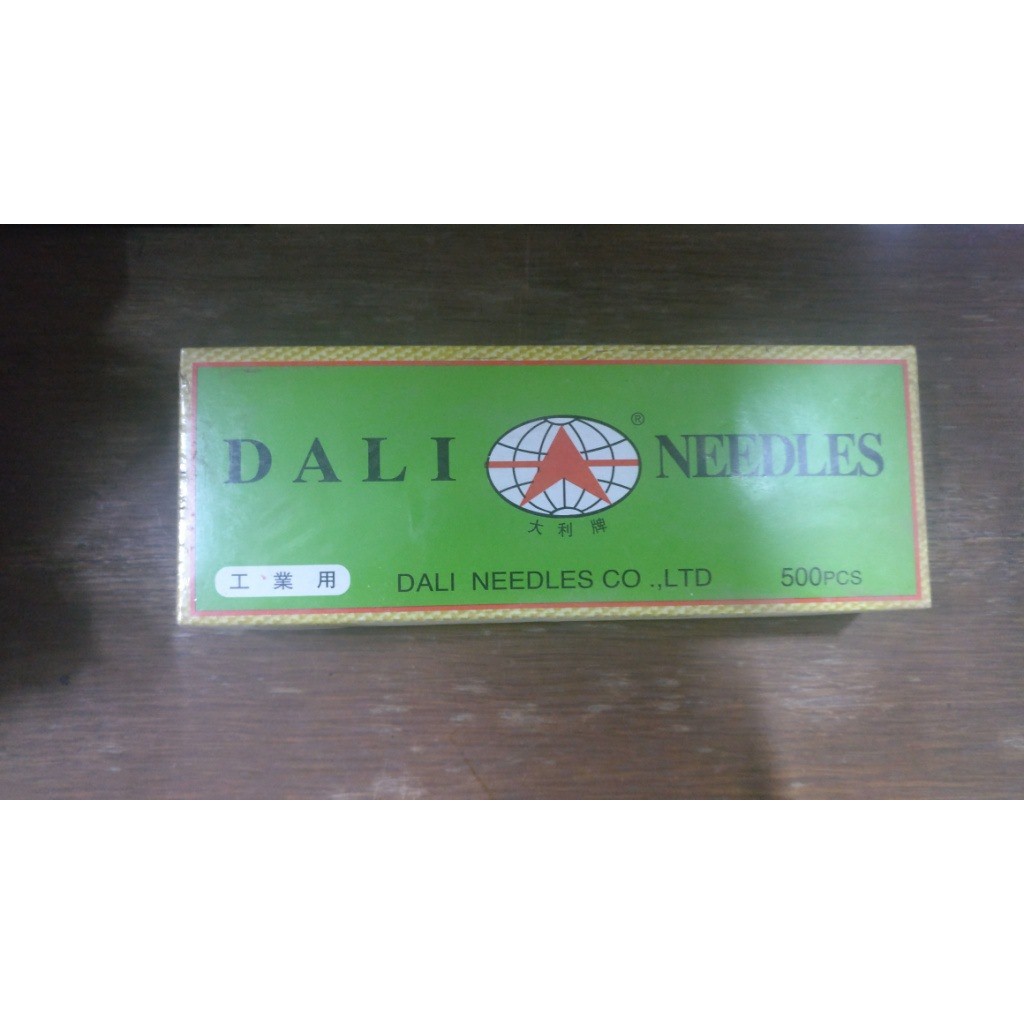 DALI ® NEEDLES
大利牌
工業用 DALI NEEDLES CO .,LTD 500PCS